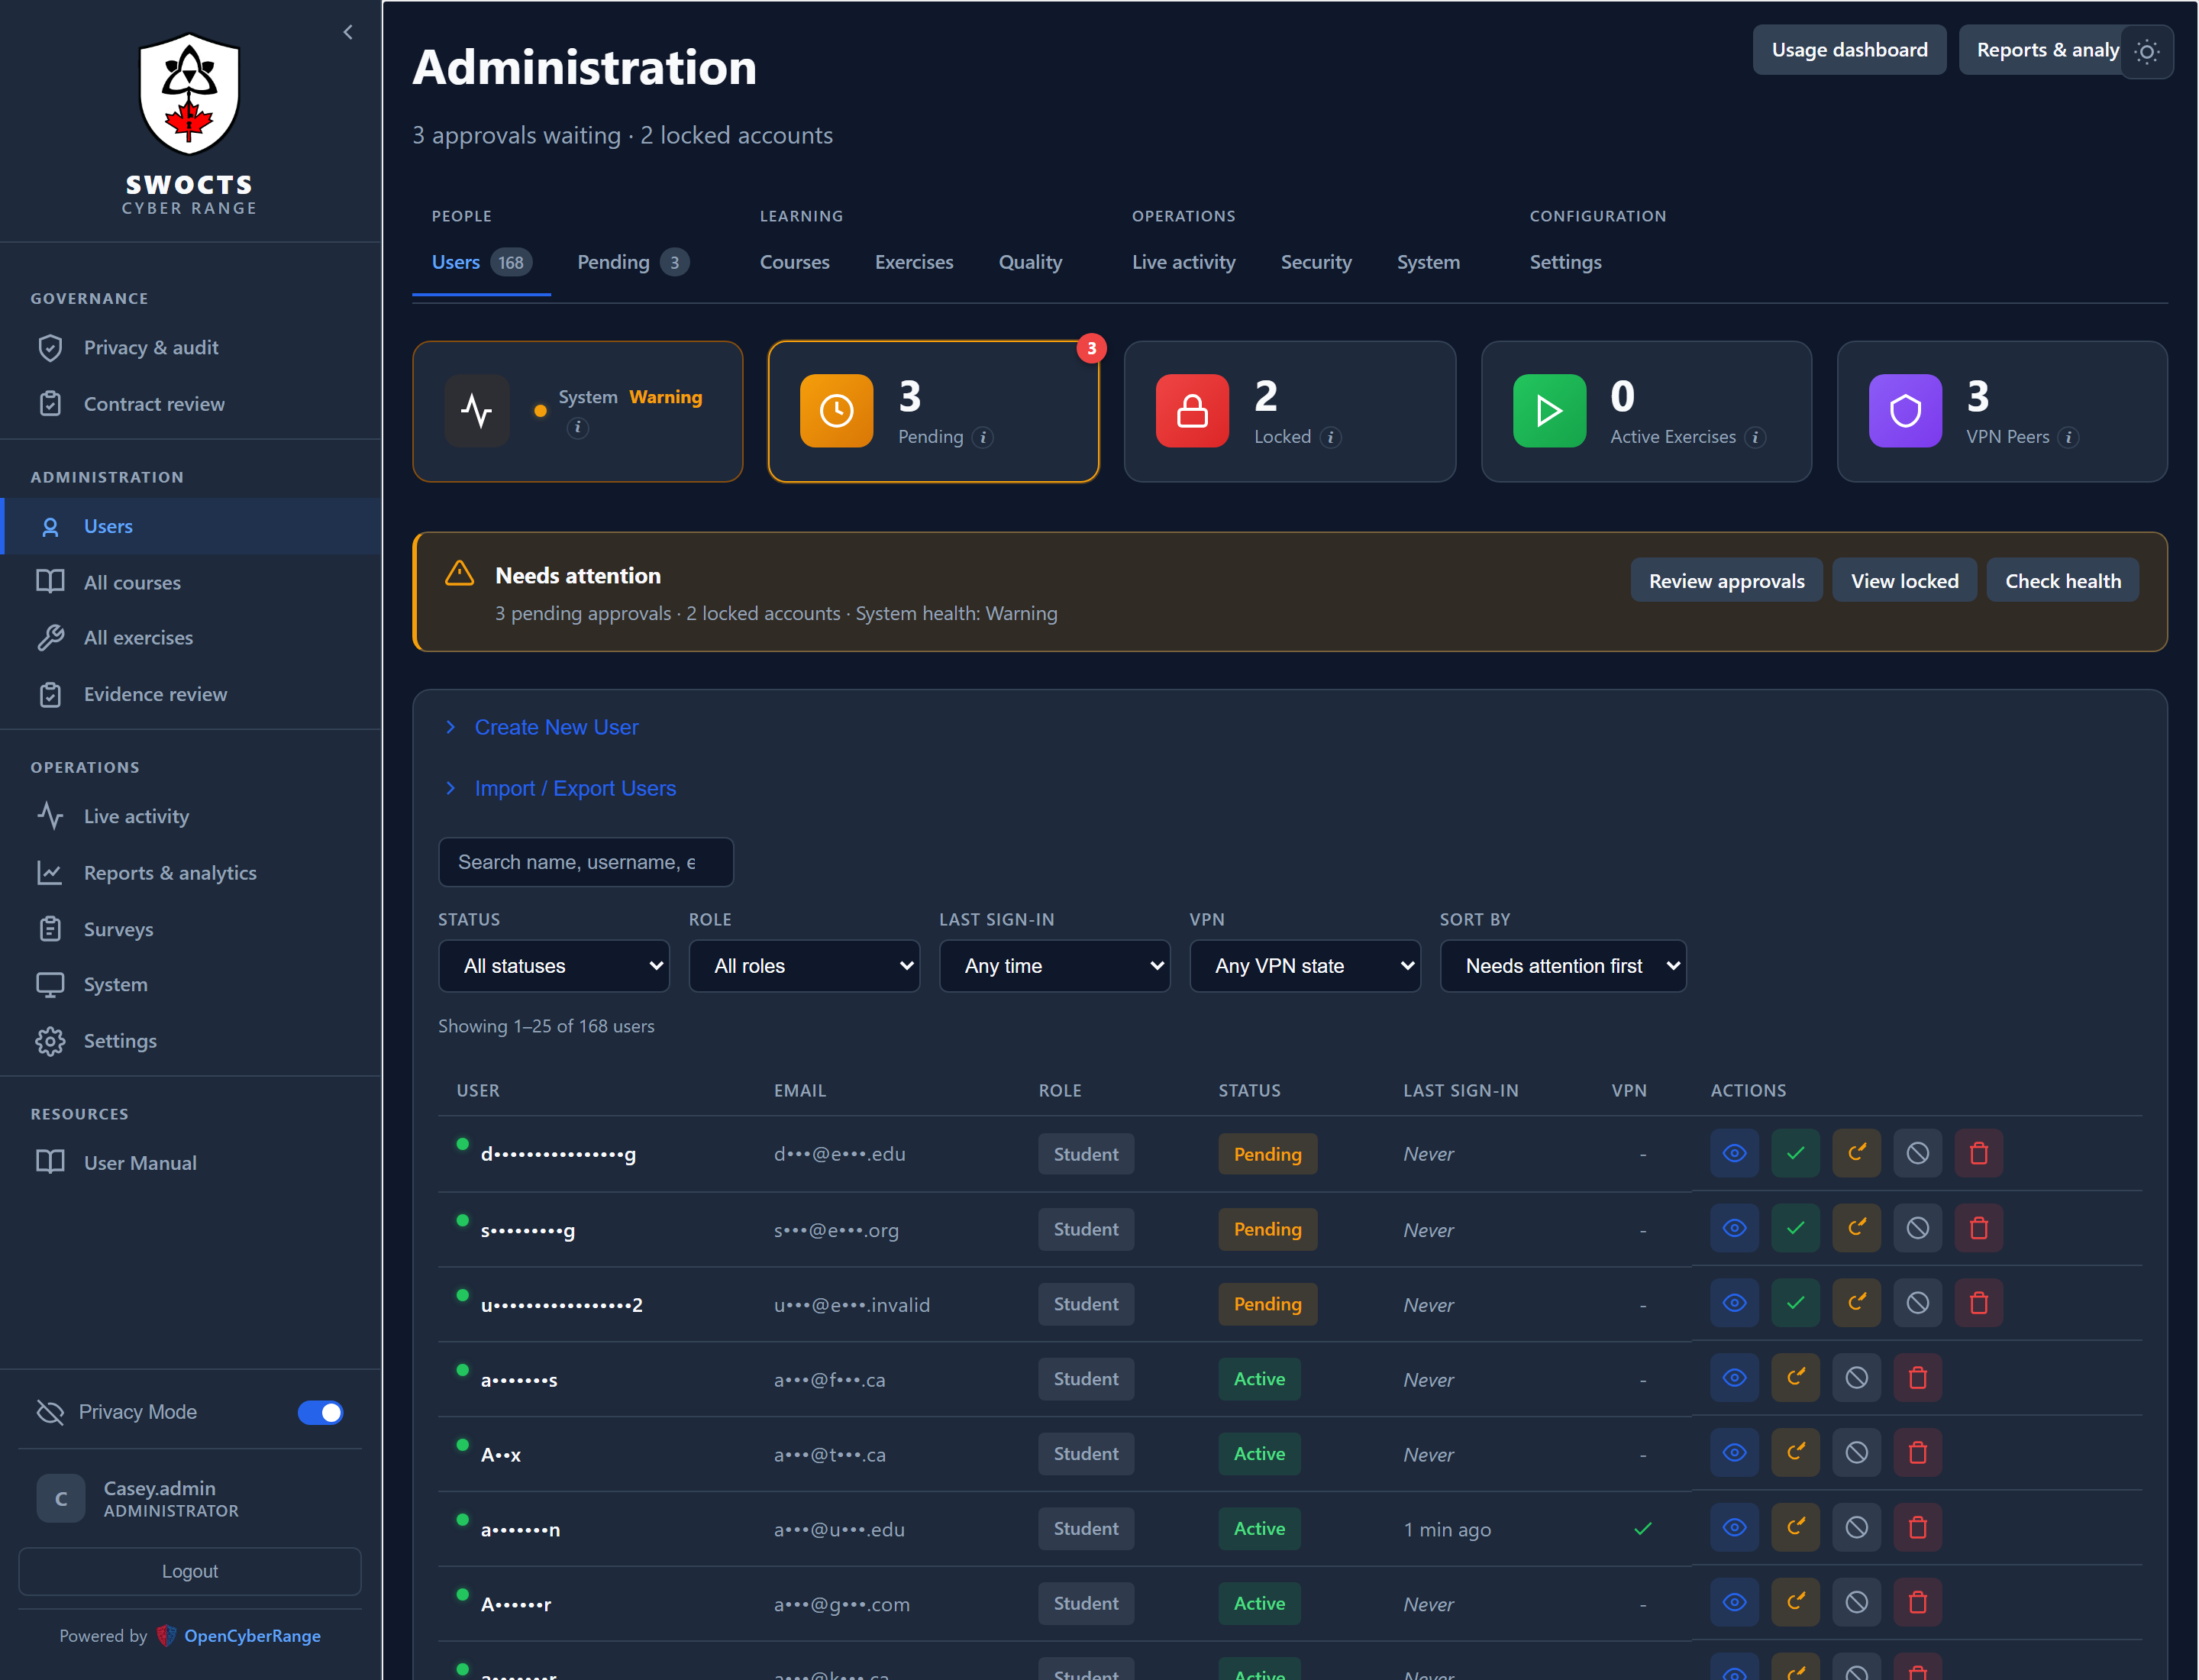 SWOCTS
CYBER RANGE
GOVERNANCE
Privacy & audit
Contract review
ADMINISTRATION
Users
All courses
All exercises
Evidence review
OPERATIONS
Live activity
Reports & analytics
Surveys
System
Settings
RESOURCES
User Manual
Privacy Mode
C
Casey.admin
ADMINISTRATOR
Logout
Powered by OpenCyberRange
Administration
Usage dashboard
Reports & analy
3 approvals waiting · 2 locked accounts
PEOPLE LEARNING OPERATIONS CONFIGURATION
Users 168 Pending 3 Courses Exercises Quality Live activity Security System Settings
System Warning
i
3
3
Pending i
2
Locked i
0
Active Exercises i
3
VPN Peers i
Needs attention
3 pending approvals · 2 locked accounts · System health: Warning
Review approvals View locked Check health
Create New User
Import / Export Users
Search name, username, e
STATUS ROLE LAST SIGN-IN VPN SORT BY
All statuses All roles Any time Any VPN state Needs attention first
Showing 1–25 of 168 users
USER EMAIL ROLE STATUS LAST SIGN-IN VPN ACTIONS
d••••••••••••••••g d•••@e•••.edu Student Pending Never -
s•••••••••g s•••@e•••.org Student Pending Never -
u•••••••••••••••••2 u•••@e•••.invalid Student Pending Never -
a•••••••s a•••@f•••.ca Student Active Never -
A••x a•••@t•••.ca Student Active Never -
a•••••••n a•••@u•••.edu Student Active 1 min ago
A••••••r a•••@g•••.com Student Active Never -
a•••••••r a•••@k•••.ca Student Active Never